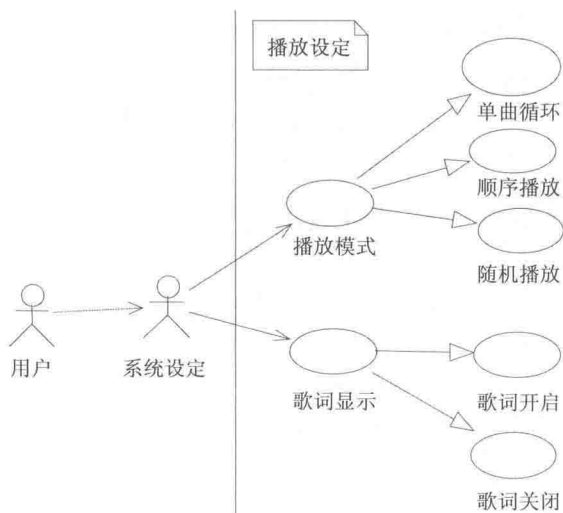 播放设定
单曲循环
顺序播放
播放模式
随机播放
用户
系统设定
歌词显示
歌词开启
歌词关闭